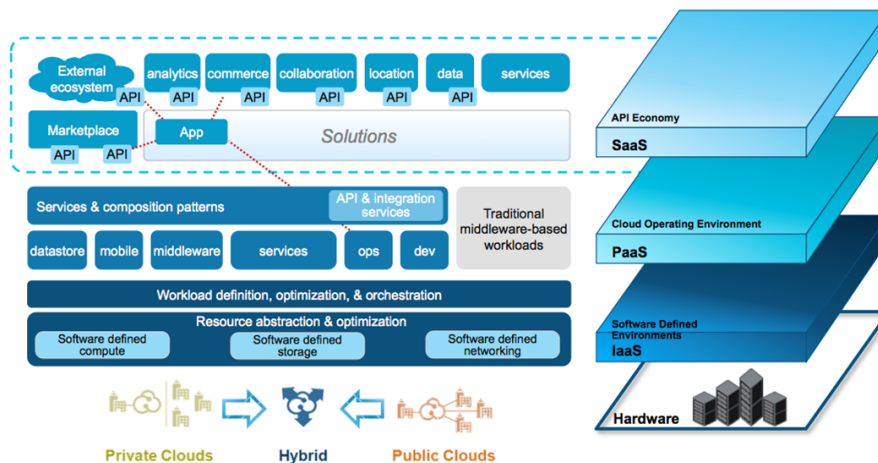 External
ecosystem
API
analytics
API
commerce
API
collaboration
API
location
API
data
API
services
Marketplace
API
API
App
Solutions
API Economy
SaaS
Services & composition patterns
API & integration
services
Traditional
middleware-based
workloads
datastore
mobile
middleware
services
ops
dev
Cloud Operating Environment
PaaS
Workload definition, optimization, & orchestration
Resource abstraction & optimization
Software defined
compute
Software defined
storage
Software defined
networking
Software Defined
Environments
IaaS
Hardware
Private Clouds
Hybrid
Public Clouds